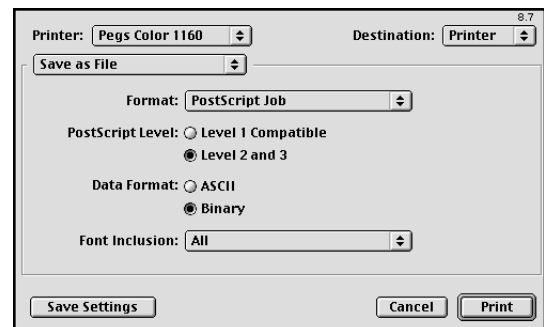 8.7
Printer: Pegs Color 1160 Destination: Printer
Save as File
Format: PostScript Job
PostScript Level: Level 1 Compatible
Level 2 and 3
Data Format: ASCII
Binary
Font Inclusion: All
Save Settings Cancel Print